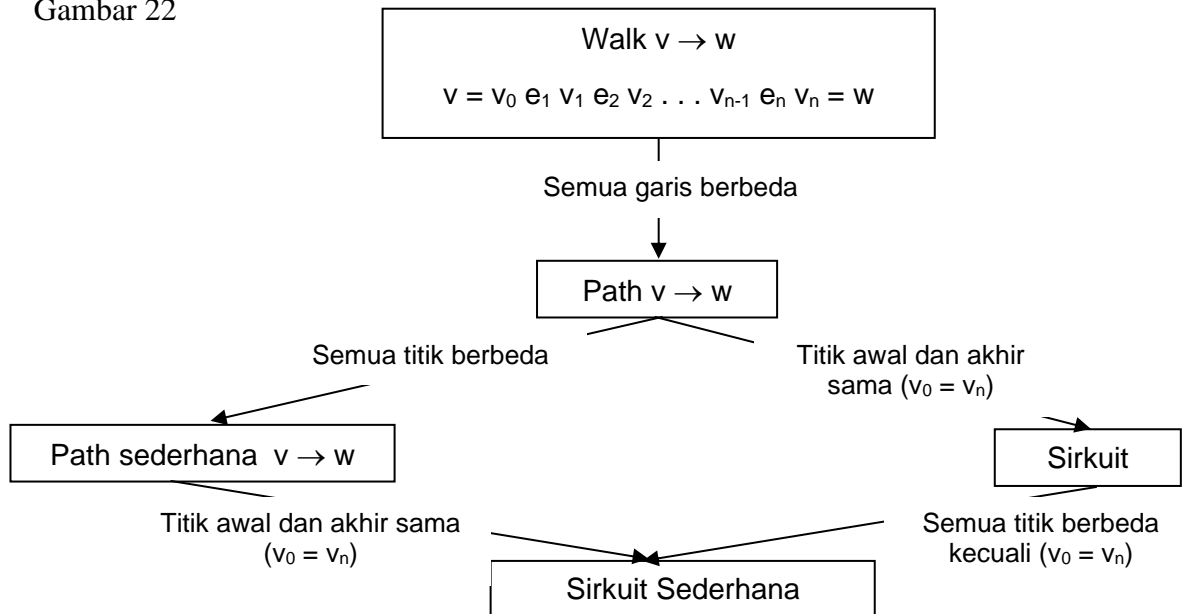 Gambar 22
Walk v → w
v = v₀ e₁ v₁ e₂ v₂ . . . vₙ₋₁ eₙ vₙ = w
Semua garis berbeda
Path v → w
Semua titik berbeda
Titik awal dan akhir
sama (v₀ = vₙ)
Path sederhana v → w
Sirkuit
Titik awal dan akhir sama
(v₀ = vₙ)
Semua titik berbeda
kecuali (v₀ = vₙ)
Sirkuit Sederhana